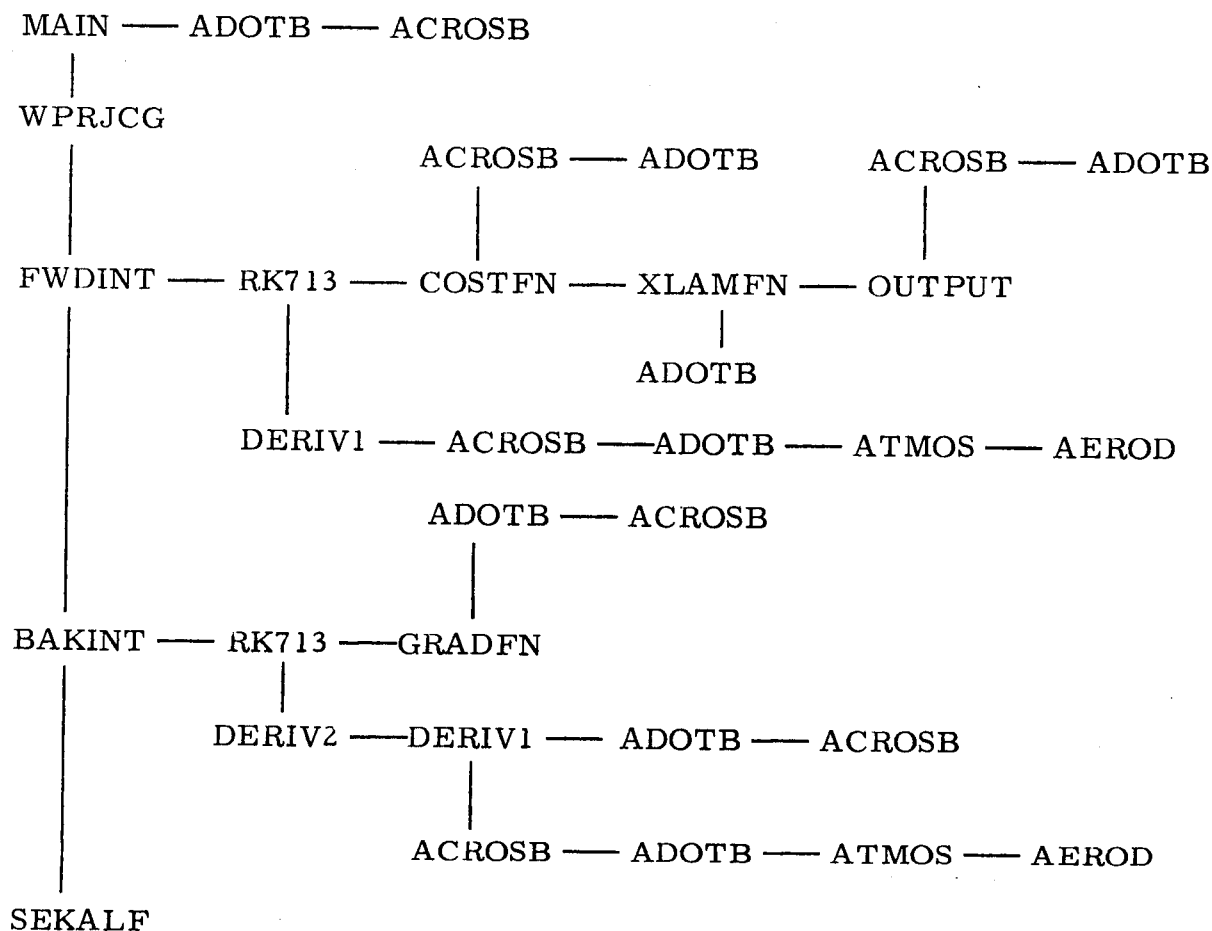 MAIN ADOTB ACROSB
WPRJCG
ACROSB ADOTB ACROSB ADOTB
FWDINT RK713 COSTFN XLAMFN OUTPUT
ADOTB
DERIV1 ACROSB ADOTB ATMOS AEROD
ADOTB ACROSB
BAKINT RK713 GRADFN
DERIV2 DERIV1 ADOTB ACROSB
ACROSB ADOTB ATMOS AEROD
SEKALF